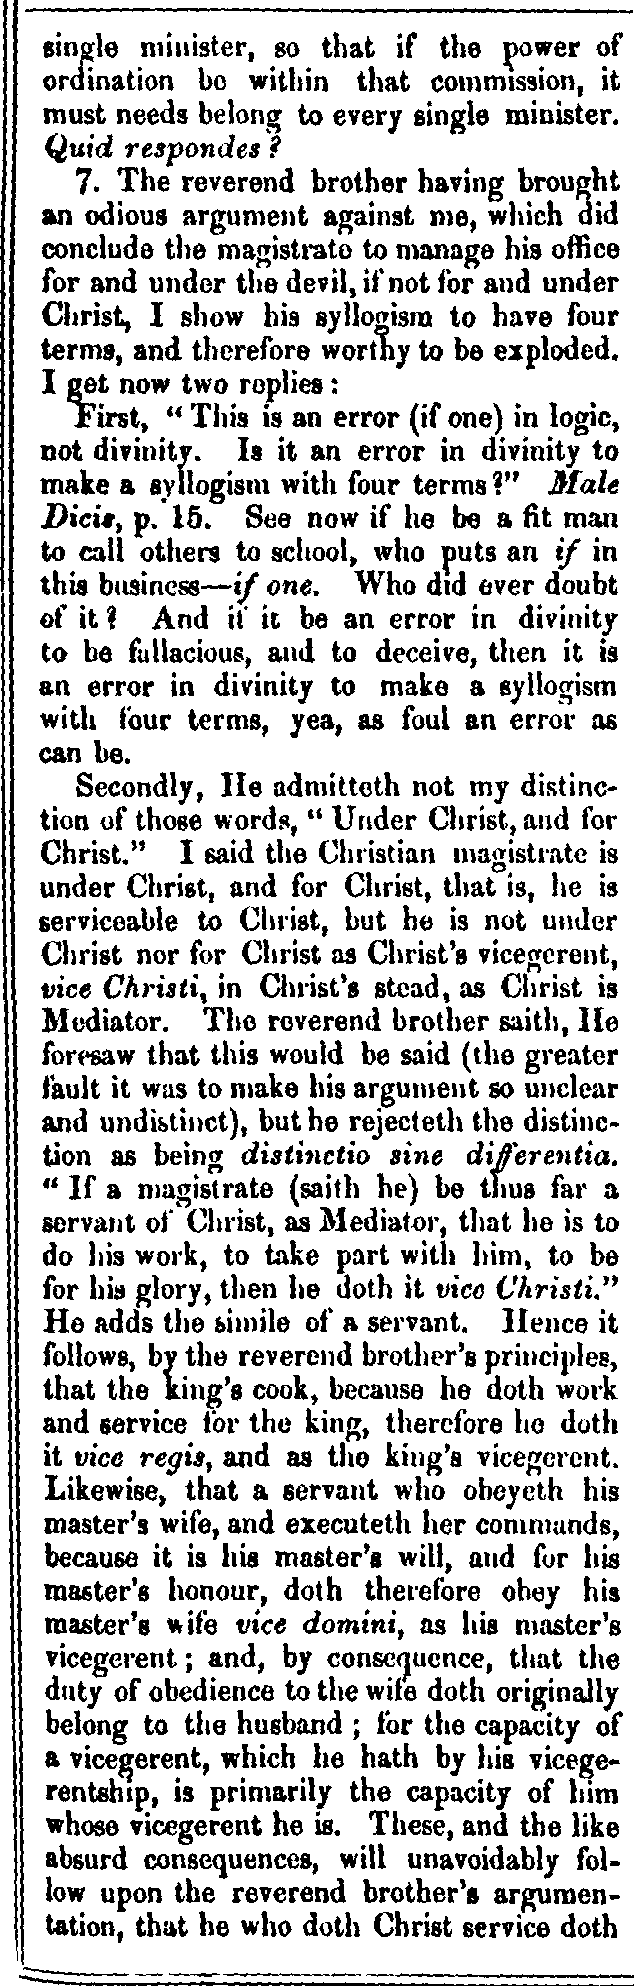 single minister, so that if the power of
ordination be within that commission, it
must needs belong to every single minister.
Quid respondes?
7. The reverend brother having brought
an odious argument against me, which did
conclude the magistrate to manage his office
for and under the devil, if not for and under
Christ, I show his syllogism to have four
terms, and therefore worthy to be exploded.
I get now two replies:
First, “This is an error (if one) in logic,
not divinity. Is it an error in divinity to
make a syllogism with four terms?” Male
Dicis, p. 15. See now if he be a fit man
to call others to school, who puts an if in
this business—if one. Who did ever doubt
of it? And if it be an error in divinity
to be fallacious, and to deceive, then it is
an error in divinity to make a syllogism
with four terms, yea, as foul an error as
can be.
Secondly, He admitteth not my distinc-
tion of those words, “Under Christ, and for
Christ.” I said the Christian magistrate is
under Christ, and for Christ, that is, he is
serviceable to Christ, but he is not under
Christ nor for Christ as Christ's vicegerent,
vice Christi, in Christ's stead, as Christ is
Mediator. The reverend brother saith, He
foresaw that this would be said (the greater
fault it was to make his argument so unclear
and undistinct), but he rejecteth the distinc-
tion as being distinctio sine differentia.
“If a magistrate (saith he) be thus far a
servant of Christ, as Mediator, that he is to
do his work, to take part with him, to be
for his glory, then he doth it vice Christi.”
He adds the simile of a servant. Hence it
follows, by the reverend brother's principles,
that the king's cook, because he doth work
and service for the king, therefore he doth
it vice regis, and as the king's vicegerent.
Likewise, that a servant who obeyeth his
master's wife, and executeth her commands,
because it is his master's will, and for his
master's honour, doth therefore obey his
master's wife vice domini, as his master's
vicegerent; and, by consequence, that the
duty of obedience to the wife doth originally
belong to the husband; for the capacity of
a vicegerent, which he hath by his vicege-
rentship, is primarily the capacity of him
whose vicegerent he is. These, and the like
absurd consequences, will unavoidably fol-
low upon the reverend brother's argumen-
tation, that he who doth Christ service doth